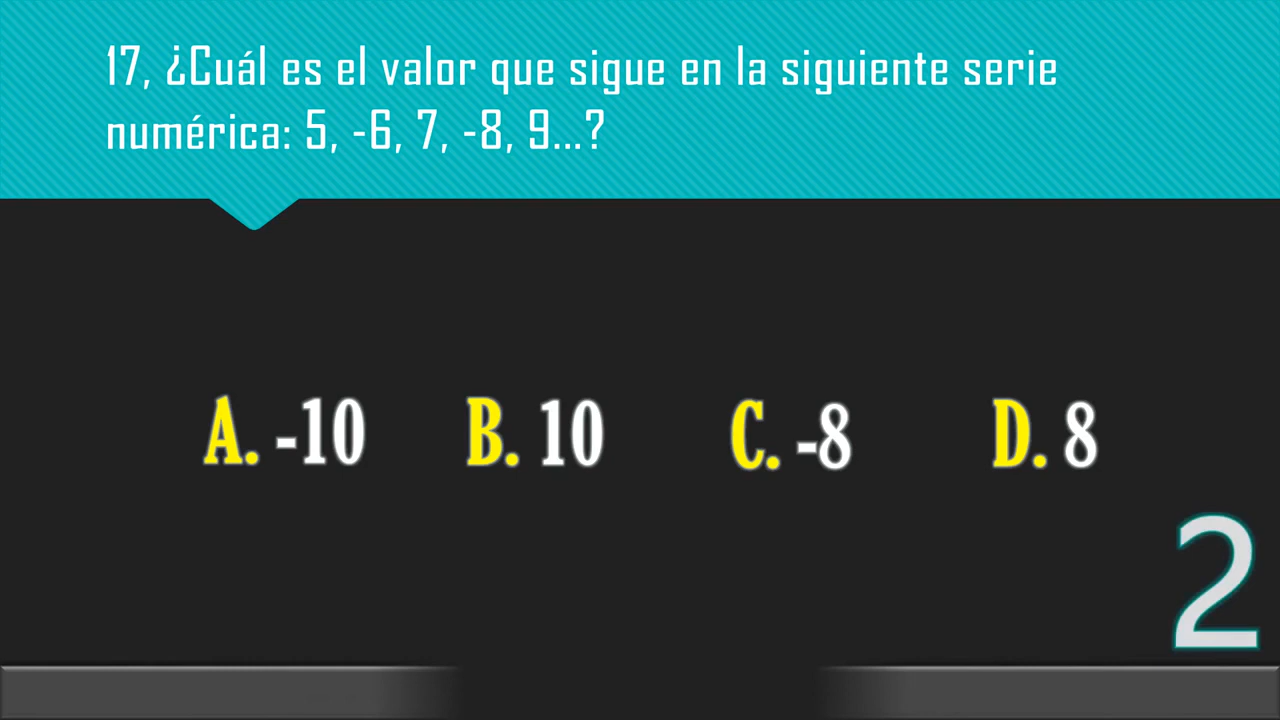 17, ¿Cuál es el valor que sigue en la siguiente serie
numérica: 5, -6, 7, -8, 9...?
A. -10 B. 10 C. -8 D. 8
2